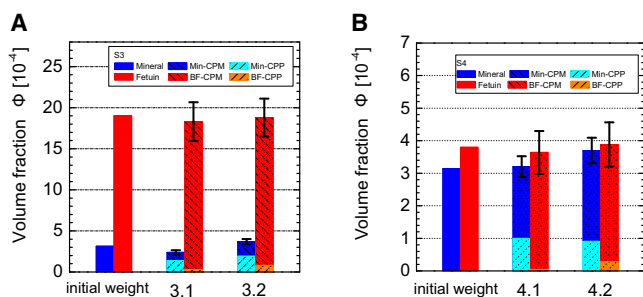 A
S3
Mineral Min-CPM Min-CPP
Fetuin BF-CPM BF-CPP
Volume fraction Φ [10⁻⁴]
25
20
15
10
5
0
initial weight 3.1 3.2
B
S4
Mineral Min-CPM Min-CPP
Fetuin BF-CPM BF-CPP
Volume fraction Φ [10⁻⁴]
7
6
5
4
3
2
1
0
initial weight 4.1 4.2